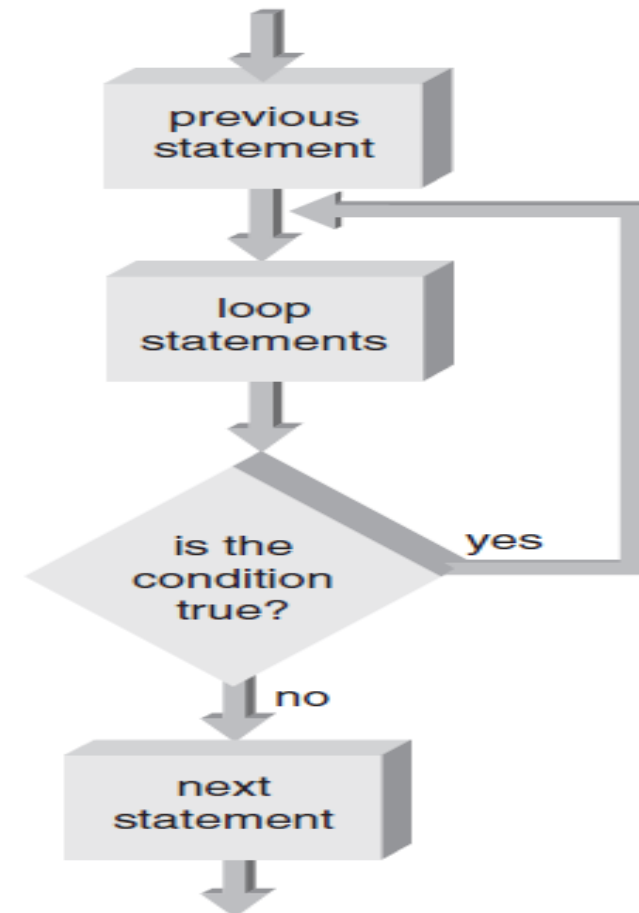 previous
statement
loop
statements
is the
condition
true?
yes
no
next
statement